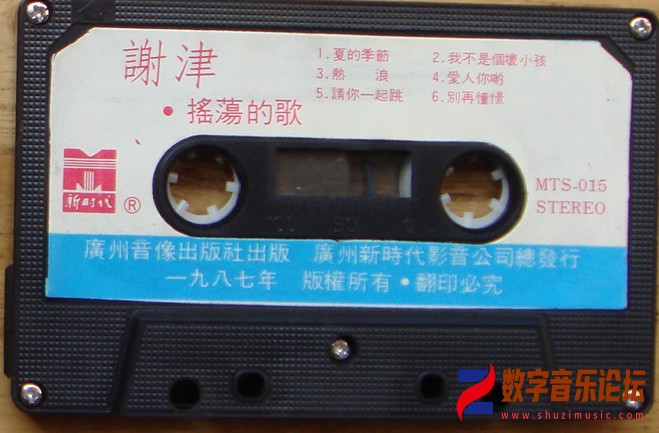 謝津
•搖蕩的歌
1.夏的季節 2.我不是個壞小孩
3.熱 浪 4.愛人你喲
5.請你一起跳 6.別再憧憬
新时代 ®
MTS-015
STEREO
100 50 0
廣州音像出版社出版 廣州新時代影音公司總發行
一九八七年 版權所有•翻印必究
数字音乐论坛
www.shuzimusic.com